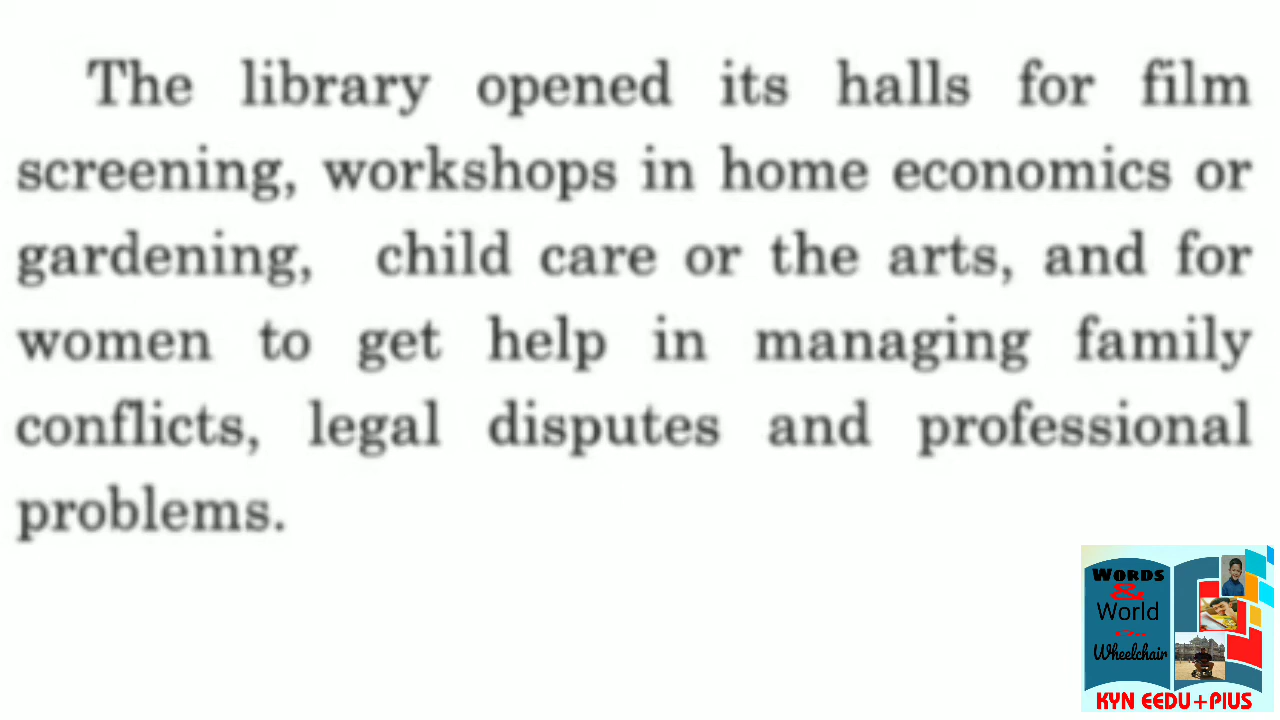 The library opened its halls for film
screening, workshops in home economics or
gardening, child care or the arts, and for
women to get help in managing family
conflicts, legal disputes and professional
problems.
WORDS
&
World
Wheelchair
KYN EEDU+PlUS